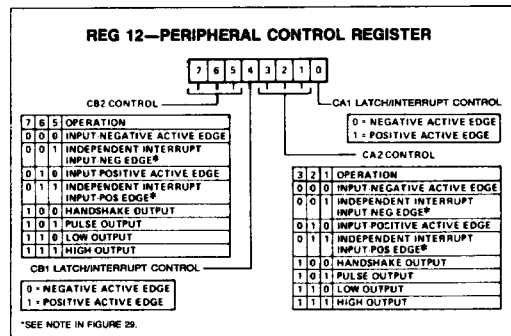 REG 12—PERIPHERAL CONTROL REGISTER
7 6 5 4 3 2 1 0
CB2 CONTROL
CA1 LATCH/INTERRUPT CONTROL
0 = NEGATIVE ACTIVE EDGE
1 = POSITIVE ACTIVE EDGE
7 6 5 OPERATION
0 0 0 INPUT-NEGATIVE ACTIVE EDGE
0 0 1 INDEPENDENT INTERRUPT
INPUT-NEG EDGE*
0 1 0 INPUT-POSITIVE ACTIVE EDGE
0 1 1 INDEPENDENT INTERRUPT
INPUT-POS EDGE*
1 0 0 HANDSHAKE OUTPUT
1 0 1 PULSE OUTPUT
1 1 0 LOW OUTPUT
1 1 1 HIGH OUTPUT
CA2 CONTROL
3 2 1 OPERATION
0 0 0 INPUT-NEGATIVE ACTIVE EDGE
0 0 1 INDEPENDENT INTERRUPT
INPUT-NEG EDGE*
0 1 0 INPUT-POSITIVE ACTIVE EDGE
0 1 1 INDEPENDENT INTERRUPT
INPUT-POS EDGE*
1 0 0 HANDSHAKE OUTPUT
1 0 1 PULSE OUTPUT
1 1 0 LOW OUTPUT
1 1 1 HIGH OUTPUT
CB1 LATCH/INTERRUPT CONTROL
0 = NEGATIVE ACTIVE EDGE
1 = POSITIVE ACTIVE EDGE
*SEE NOTE IN FIGURE 29.